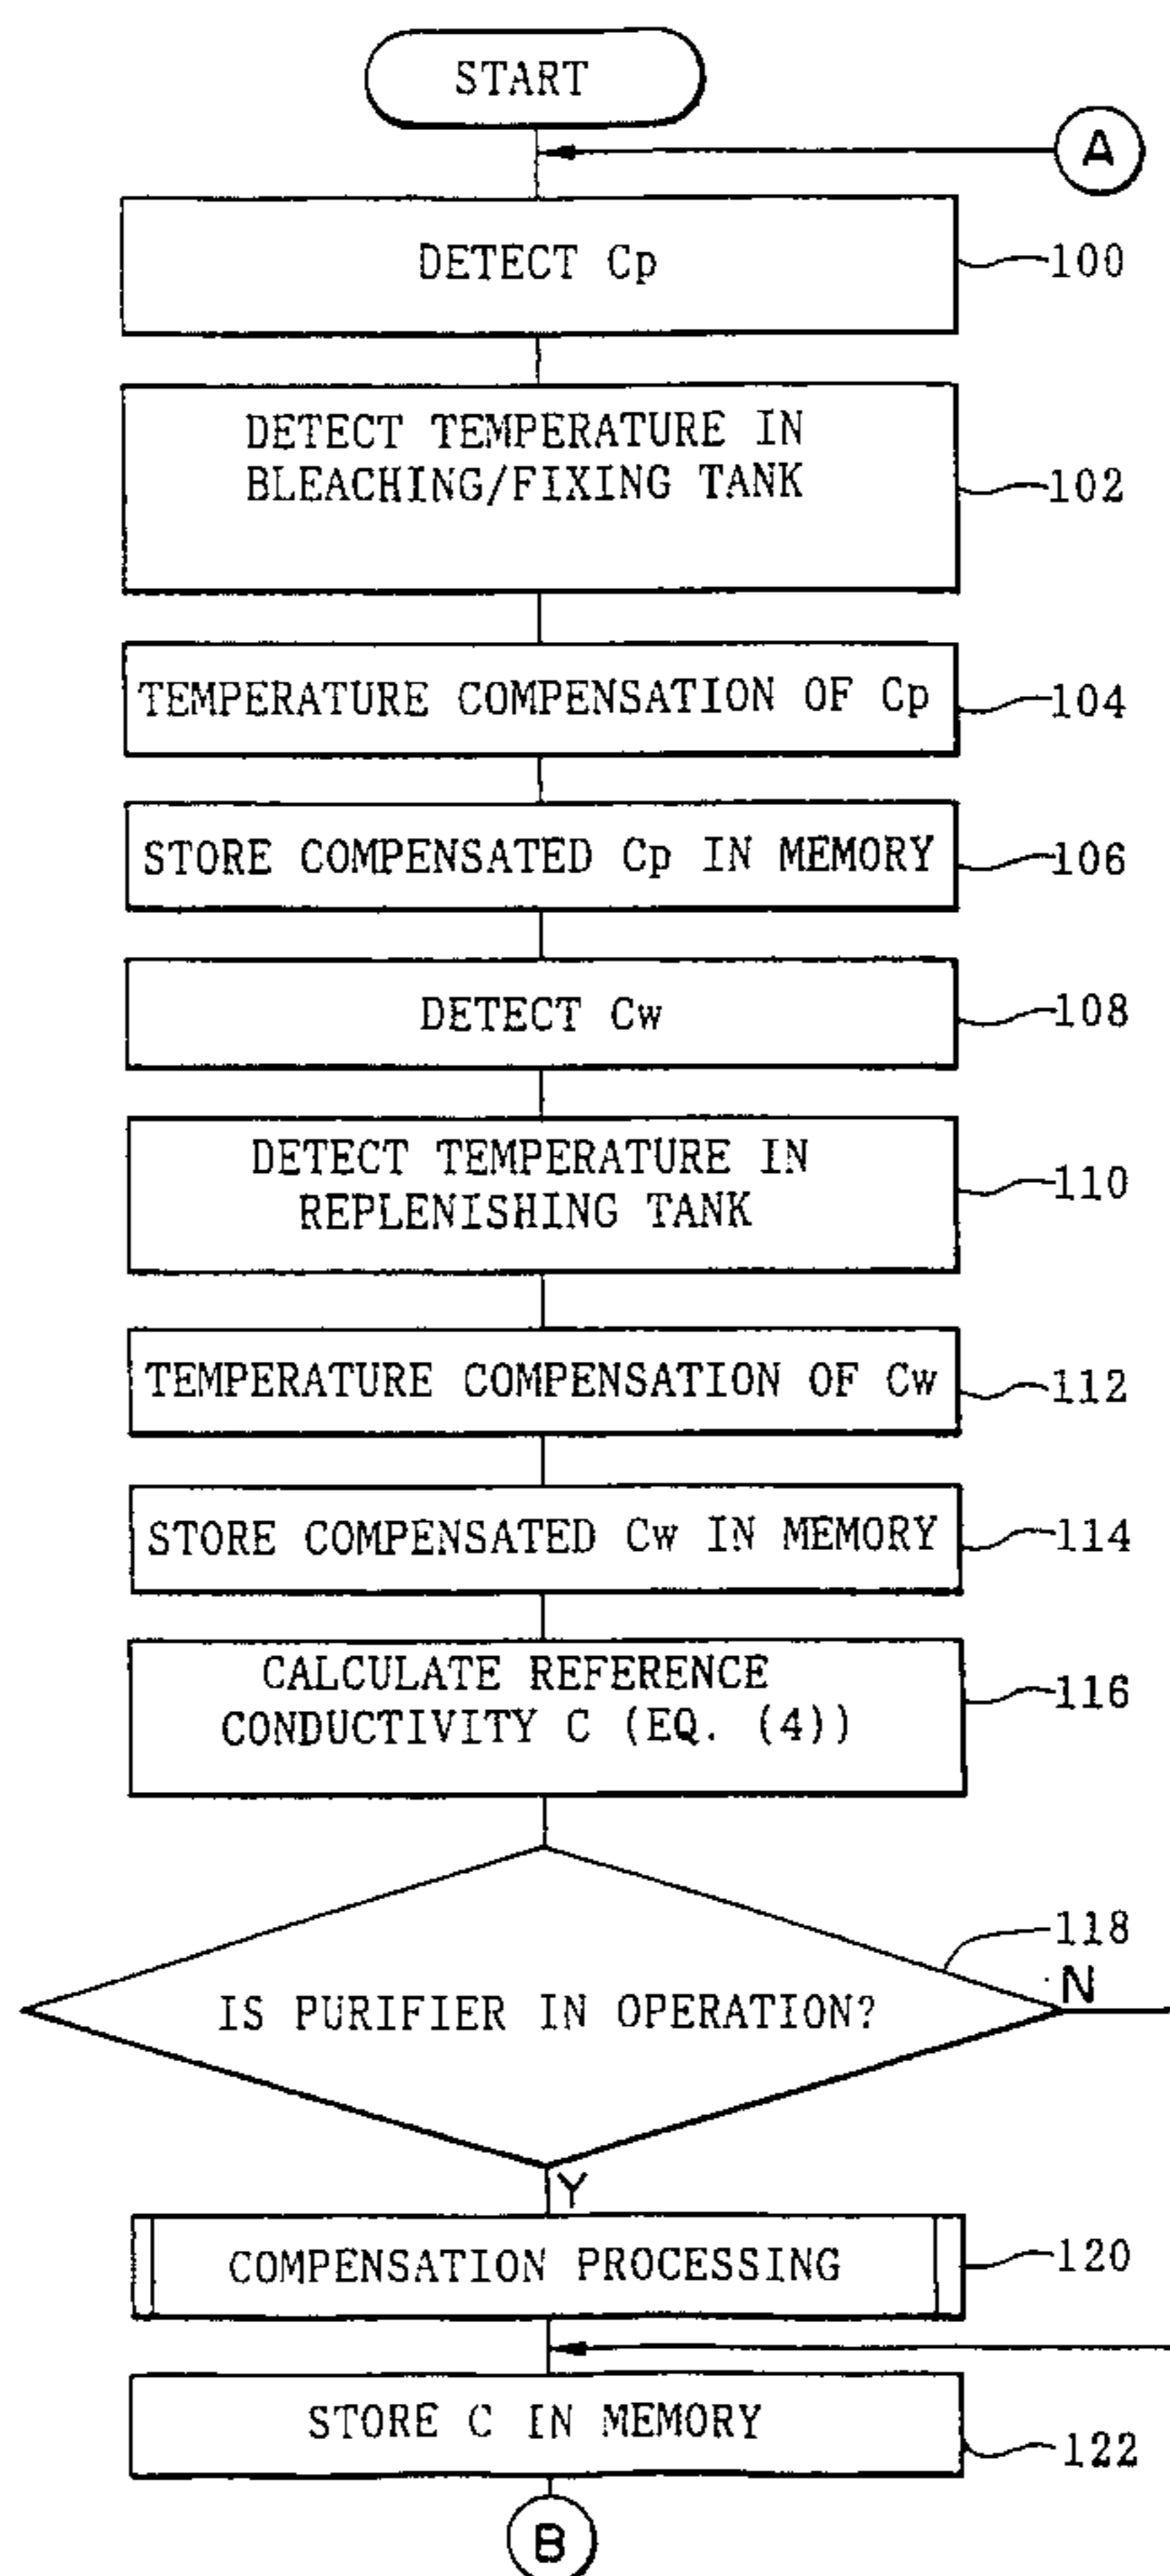 START
A
DETECT Cp
100
DETECT TEMPERATURE IN
BLEACHING/FIXING TANK
102
TEMPERATURE COMPENSATION OF Cp
104
STORE COMPENSATED Cp IN MEMORY
106
DETECT Cw
108
DETECT TEMPERATURE IN
REPLENISHING TANK
110
TEMPERATURE COMPENSATION OF Cw
112
STORE COMPENSATED Cw IN MEMORY
114
CALCULATE REFERENCE
CONDUCTIVITY C (EQ. (4))
116
118
N
IS PURIFIER IN OPERATION?
Y
COMPENSATION PROCESSING
120
STORE C IN MEMORY
122
B